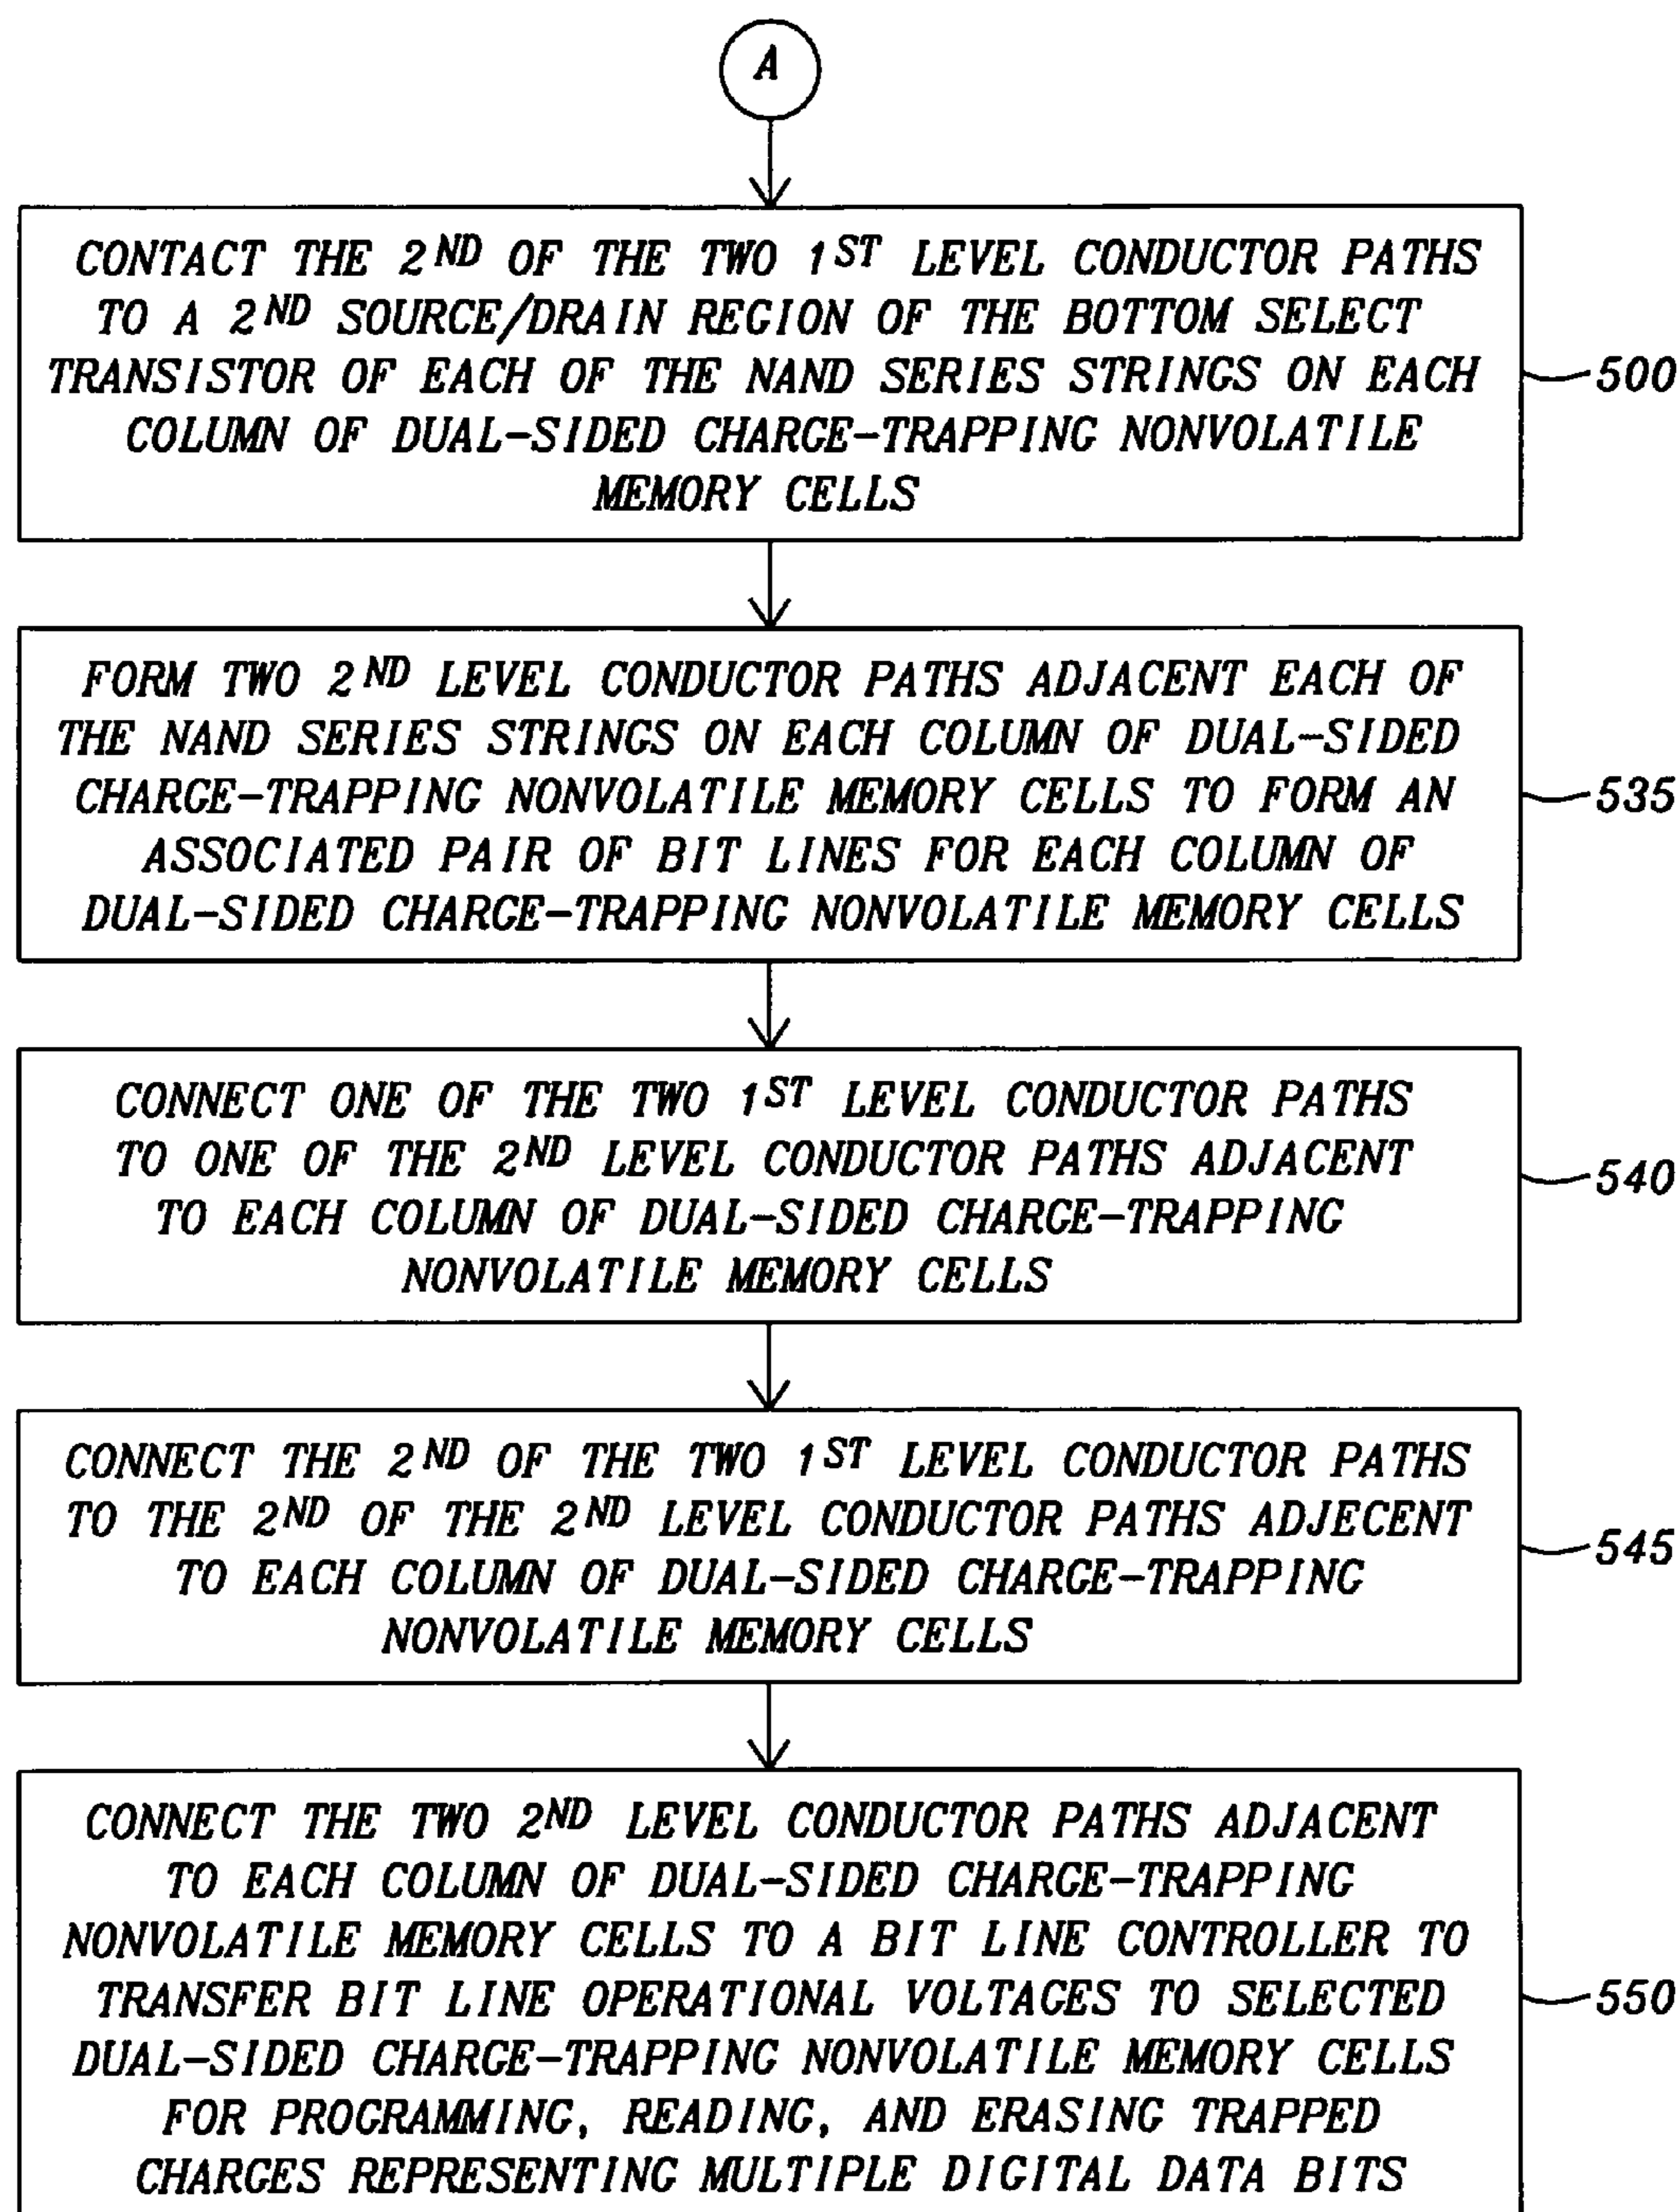 A
CONTACT THE 2ND OF THE TWO 1ST LEVEL CONDUCTOR PATHS
TO A 2ND SOURCE/DRAIN REGION OF THE BOTTOM SELECT
TRANSISTOR OF EACH OF THE NAND SERIES STRINGS ON EACH
COLUMN OF DUAL-SIDED CHARGE-TRAPPING NONVOLATILE
MEMORY CELLS
500
FORM TWO 2ND LEVEL CONDUCTOR PATHS ADJACENT EACH OF
THE NAND SERIES STRINGS ON EACH COLUMN OF DUAL-SIDED
CHARGE-TRAPPING NONVOLATILE MEMORY CELLS TO FORM AN
ASSOCIATED PAIR OF BIT LINES FOR EACH COLUMN OF
DUAL-SIDED CHARGE-TRAPPING NONVOLATILE MEMORY CELLS
535
CONNECT ONE OF THE TWO 1ST LEVEL CONDUCTOR PATHS
TO ONE OF THE 2ND LEVEL CONDUCTOR PATHS ADJACENT
TO EACH COLUMN OF DUAL-SIDED CHARGE-TRAPPING
NONVOLATILE MEMORY CELLS
540
CONNECT THE 2ND OF THE TWO 1ST LEVEL CONDUCTOR PATHS
TO THE 2ND OF THE 2ND LEVEL CONDUCTOR PATHS ADJECENT
TO EACH COLUMN OF DUAL-SIDED CHARGE-TRAPPING
NONVOLATILE MEMORY CELLS
545
CONNECT THE TWO 2ND LEVEL CONDUCTOR PATHS ADJACENT
TO EACH COLUMN OF DUAL-SIDED CHARGE-TRAPPING
NONVOLATILE MEMORY CELLS TO A BIT LINE CONTROLLER TO
TRANSFER BIT LINE OPERATIONAL VOLTAGES TO SELECTED
DUAL-SIDED CHARGE-TRAPPING NONVOLATILE MEMORY CELLS
FOR PROGRAMMING, READING, AND ERASING TRAPPED
CHARGES REPRESENTING MULTIPLE DIGITAL DATA BITS
550